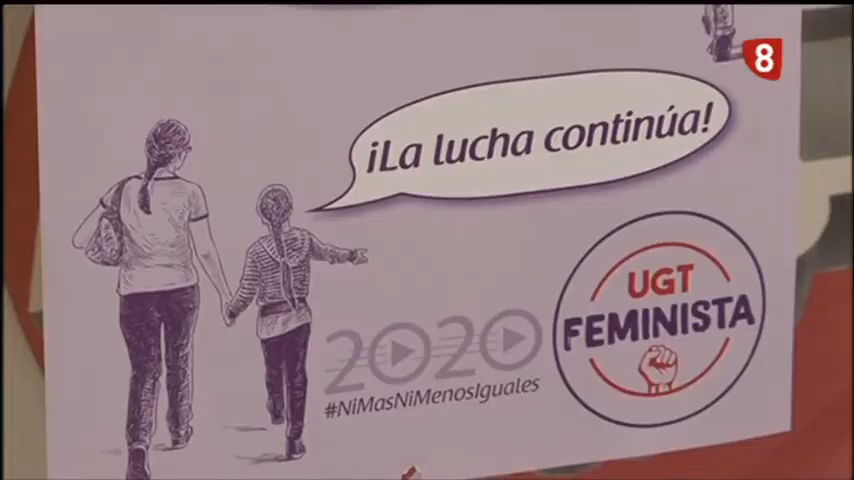 8
¡La lucha continúa!
UGT
FEMINISTA
2020
#NiMasNiMenosIguales